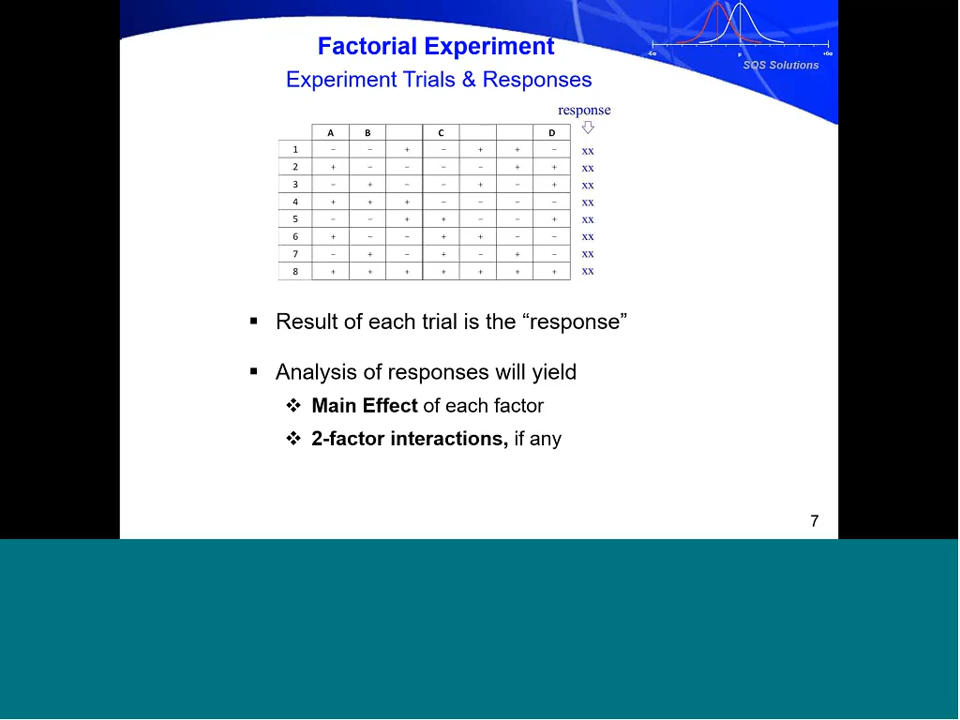 Factorial Experiment
Experiment Trials & Responses
SQS Solutions
response
A B C D
1 − − + − + + − xx
2 + − − − − + + xx
3 − + − − + − + xx
4 + + + − − − − xx
5 − − + + − − + xx
6 + − − + + − − xx
7 − + − + − + − xx
8 + + + + + + + xx
▪ Result of each trial is the “response”
▪ Analysis of responses will yield
❖ Main Effect of each factor
❖ 2-factor interactions, if any
7